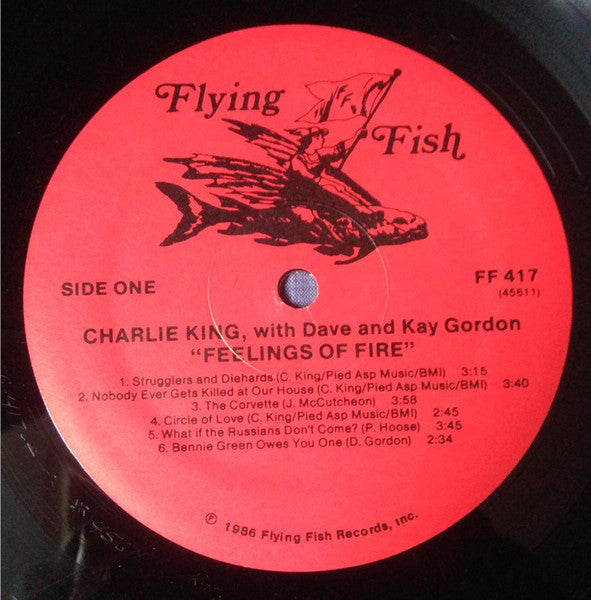 Flying
Fish
SIDE ONE
FF 417
(45611)
CHARLIE KING, with Dave and Kay Gordon
"FEELINGS OF FIRE"
1. Strugglers and Diehards (C. King/Pied Asp Music/BMI) 3:15
2. Nobody Ever Gets Killed at Our House (C. King/Pied Asp Music/BMI) 3:40
3. The Corvette (J. McCutcheon) 3:58
4. Circle of Love (C. King/Pied Asp Music/BMI) 2:45
5. What if the Russians Don't Come? (P. Hoose) 3:45
6. Bennie Green Owes You One (D. Gordon) 2:34
℗ 1986 Flying Fish Records, Inc.